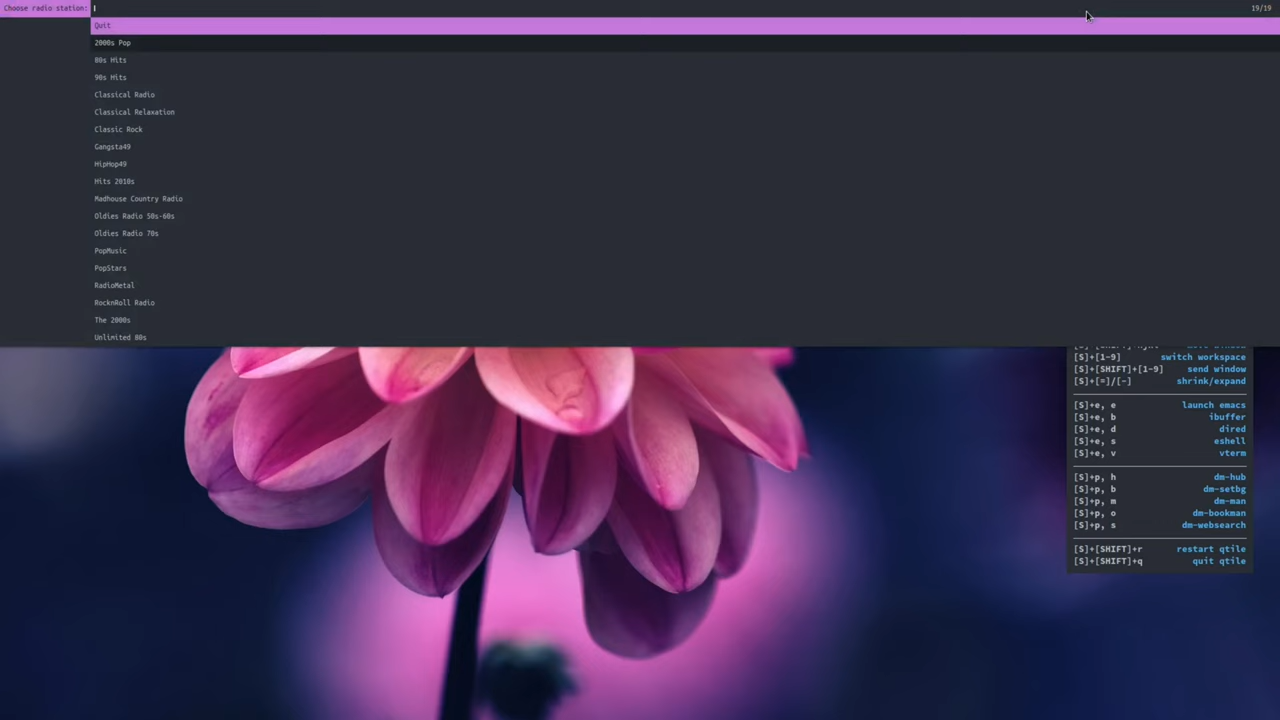 Choose radio station:
19/19
Quit
2000s Pop
80s Hits
90s Hits
Classical Radio
Classical Relaxation
Classic Rock
Gangsta49
HipHop49
Hits 2010s
Madhouse Country Radio
Oldies Radio 50s-60s
Oldies Radio 70s
PopMusic
PopStars
RadioMetal
RocknRoll Radio
The 2000s
Unlimited 80s
[S]+[1-9] switch workspace
[S]+[SHIFT]+[1-9] send window
[S]+[=]/[-] shrink/expand
[S]+e, e launch emacs
[S]+e, b ibuffer
[S]+e, d dired
[S]+e, s eshell
[S]+e, v vterm
[S]+p, h dm-hub
[S]+p, b dm-setbg
[S]+p, m dm-man
[S]+p, o dm-bookman
[S]+p, s dm-websearch
[S]+[SHIFT]+r restart qtile
[S]+[SHIFT]+q quit qtile